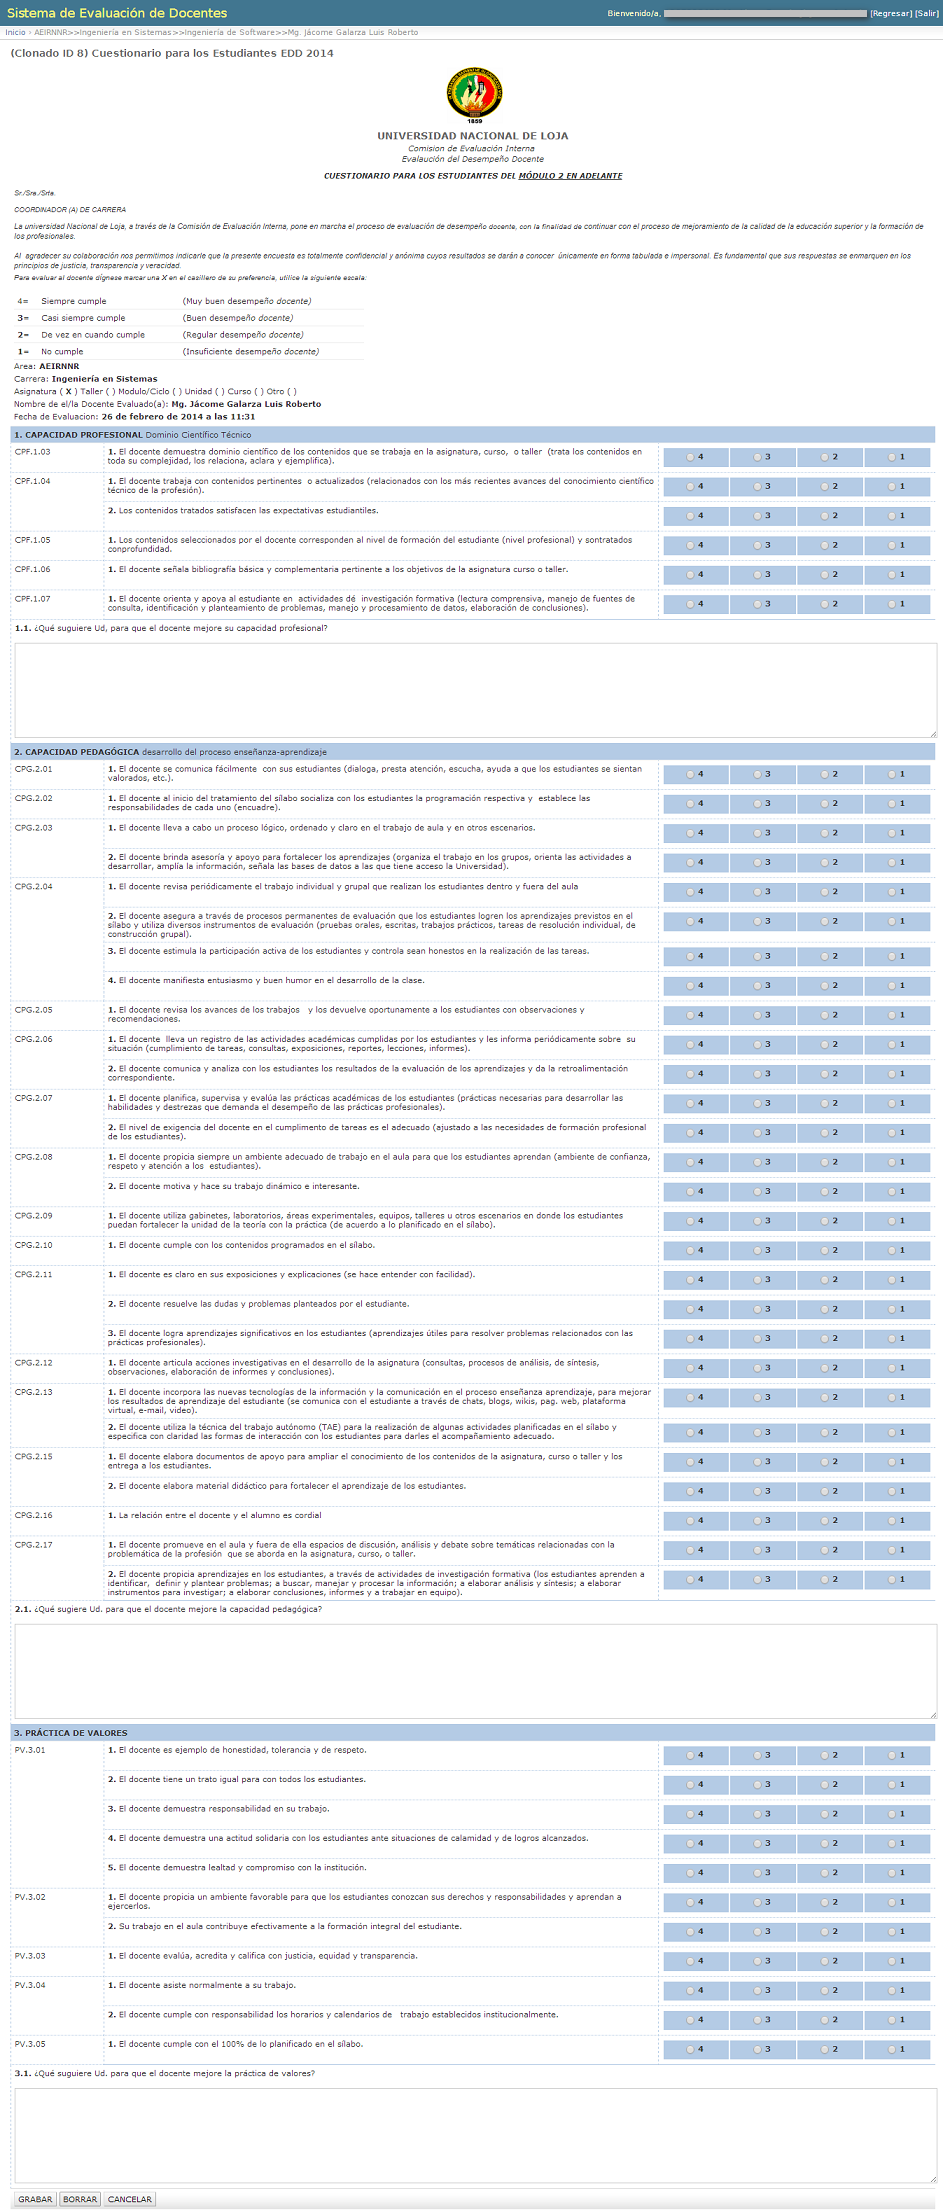 Sistema de Evaluación de Docentes
Bienvenido/a, [Regresar] [Salir]
Inicio › AEIRNNR>>Ingeniería en Sistemas>>Ingeniería de Software>>Mg. Jácome Galarza Luis Roberto
(Clonado ID 8) Cuestionario para los Estudiantes EDD 2014
1859
UNIVERSIDAD NACIONAL DE LOJA
Comision de Evaluación Interna
Evalaución del Desempeño Docente
CUESTIONARIO PARA LOS ESTUDIANTES DEL MÓDULO 2 EN ADELANTE
Sr./Sra./Srta.
COORDINADOR (A) DE CARRERA
La universidad Nacional de Loja, a través de la Comisión de Evaluación Interna, pone en marcha el proceso de evaluación de desempeño docente, con la finalidad de continuar con el proceso de mejoramiento de la calidad de la educación superior y la formación de
los profesionales.
Al agradecer su colaboración nos permitimos indicarle que la presente encuesta es totalmente confidencial y anónima cuyos resultados se darán a conocer únicamente en forma tabulada e impersonal. Es fundamental que sus respuestas se enmarquen en los
principios de justicia, transparencia y veracidad.
Para evaluar al docente dígnese marcar una X en el casillero de su preferencia, utilice la siguiente escala:
4= Siempre cumple (Muy buen desempeño docente)
3= Casi siempre cumple (Buen desempeño docente)
2= De vez en cuando cumple (Regular desempeño docente)
1= No cumple (Insuficiente desempeño docente)
Area: AEIRNNR
Carrera: Ingeniería en Sistemas
Asignatura ( X ) Taller ( ) Modulo/Ciclo ( ) Unidad ( ) Curso ( ) Otro ( )
Nombre de el/la Docente Evaluado(a): Mg. Jácome Galarza Luis Roberto
Fecha de Evaluacion: 26 de febrero de 2014 a las 11:31
1. CAPACIDAD PROFESIONAL Dominio Científico Técnico
CPF.1.03 1. El docente demuestra dominio científico de los contenidos que se trabaja en la asignatura, curso, o taller (trata los contenidos en 4 3 2 1
toda su complejidad, los relaciona, aclara y ejemplifica).
CPF.1.04 1. El docente trabaja con contenidos pertinentes o actualizados (relacionados con los más recientes avances del conocimiento científico 4 3 2 1
técnico de la profesión).
2. Los contenidos tratados satisfacen las expectativas estudiantiles. 4 3 2 1
CPF.1.05 1. Los contenidos seleccionados por el docente corresponden al nivel de formación del estudiante (nivel profesional) y sontratados 4 3 2 1
conprofundidad.
CPF.1.06 1. El docente señala bibliografía básica y complementaria pertinente a los objetivos de la asignatura curso o taller. 4 3 2 1
CPF.1.07 1. El docente orienta y apoya al estudiante en actividades dé investigación formativa (lectura comprensiva, manejo de fuentes de 4 3 2 1
consulta, identificación y planteamiento de problemas, manejo y procesamiento de datos, elaboración de conclusiones).
1.1. ¿Qué suguiere Ud, para que el docente mejore su capacidad profesional?
2. CAPACIDAD PEDAGÓGICA desarrollo del proceso enseñanza-aprendizaje
CPG.2.01 1. El docente se comunica fácilmente con sus estudiantes (dialoga, presta atención, escucha, ayuda a que los estudiantes se sientan 4 3 2 1
valorados, etc.).
CPG.2.02 1. El docente al inicio del tratamiento del sílabo socializa con los estudiantes la programación respectiva y establece las 4 3 2 1
responsabilidades de cada uno (encuadre).
CPG.2.03 1. El docente lleva a cabo un proceso lógico, ordenado y claro en el trabajo de aula y en otros escenarios. 4 3 2 1
2. El docente brinda asesoría y apoyo para fortalecer los aprendizajes (organiza el trabajo en los grupos, orienta las actividades a 4 3 2 1
desarrollar, amplía la información, señala las bases de datos a las que tiene acceso la Universidad).
CPG.2.04 1. El docente revisa periódicamente el trabajo individual y grupal que realizan los estudiantes dentro y fuera del aula 4 3 2 1
2. El docente asegura a través de procesos permanentes de evaluación que los estudiantes logren los aprendizajes previstos en el 4 3 2 1
sílabo y utiliza diversos instrumentos de evaluación (pruebas orales, escritas, trabajos prácticos, tareas de resolución individual, de
construcción grupal).
3. El docente estimula la participación activa de los estudiantes y controla sean honestos en la realización de las tareas. 4 3 2 1
4. El docente manifiesta entusiasmo y buen humor en el desarrollo de la clase. 4 3 2 1
CPG.2.05 1. El docente revisa los avances de los trabajos y los devuelve oportunamente a los estudiantes con observaciones y 4 3 2 1
recomendaciones.
CPG.2.06 1. El docente lleva un registro de las actividades académicas cumplidas por los estudiantes y les informa periódicamente sobre su 4 3 2 1
situación (cumplimiento de tareas, consultas, exposiciones, reportes, lecciones, informes).
2. El docente comunica y analiza con los estudiantes los resultados de la evaluación de los aprendizajes y da la retroalimentación 4 3 2 1
correspondiente.
CPG.2.07 1. El docente planifica, supervisa y evalúa las prácticas académicas de los estudiantes (prácticas necesarias para desarrollar las 4 3 2 1
habilidades y destrezas que demanda el desempeño de las prácticas profesionales).
2. El nivel de exigencia del docente en el cumplimento de tareas es el adecuado (ajustado a las necesidades de formación profesional 4 3 2 1
de los estudiantes).
CPG.2.08 1. El docente propicia siempre un ambiente adecuado de trabajo en el aula para que los estudiantes aprendan (ambiente de confianza, 4 3 2 1
respeto y atención a los estudiantes).
2. El docente motiva y hace su trabajo dinámico e interesante. 4 3 2 1
CPG.2.09 1. El docente utiliza gabinetes, laboratorios, áreas experimentales, equipos, talleres u otros escenarios en donde los estudiantes 4 3 2 1
puedan fortalecer la unidad de la teoría con la práctica (de acuerdo a lo planificado en el sílabo).
CPG.2.10 1. El docente cumple con los contenidos programados en el sílabo. 4 3 2 1
CPG.2.11 1. El docente es claro en sus exposiciones y explicaciones (se hace entender con facilidad). 4 3 2 1
2. El docente resuelve las dudas y problemas planteados por el estudiante. 4 3 2 1
3. El docente logra aprendizajes significativos en los estudiantes (aprendizajes útiles para resolver problemas relacionados con las 4 3 2 1
prácticas profesionales).
CPG.2.12 1. El docente articula acciones investigativas en el desarrollo de la asignatura (consultas, procesos de análisis, de síntesis, 4 3 2 1
observaciones, elaboración de informes y conclusiones).
CPG.2.13 1. El docente incorpora las nuevas tecnologías de la información y la comunicación en el proceso enseñanza aprendizaje, para mejorar 4 3 2 1
los resultados de aprendizaje del estudiante (se comunica con el estudiante a través de chats, blogs, wikis, pag. web, plataforma
virtual, e-mail, video).
2. El docente utiliza la técnica del trabajo autónomo (TAE) para la realización de algunas actividades planificadas en el sílabo y 4 3 2 1
especifica con claridad las formas de interacción con los estudiantes para darles el acompañamiento adecuado.
CPG.2.15 1. El docente elabora documentos de apoyo para ampliar el conocimiento de los contenidos de la asignatura, curso o taller y los 4 3 2 1
entrega a los estudiantes.
2. El docente elabora material didáctico para fortalecer el aprendizaje de los estudiantes. 4 3 2 1
CPG.2.16 1. La relación entre el docente y el alumno es cordial 4 3 2 1
CPG.2.17 1. El docente promueve en el aula y fuera de ella espacios de discusión, análisis y debate sobre temáticas relacionadas con la 4 3 2 1
problemática de la profesión que se aborda en la asignatura, curso, o taller.
2. El docente propicia aprendizajes en los estudiantes, a través de actividades de investigación formativa (los estudiantes aprenden a 4 3 2 1
identificar, definir y plantear problemas; a buscar, manejar y procesar la información; a elaborar análisis y síntesis; a elaborar
instrumentos para investigar; a elaborar conclusiones, informes y a trabajar en equipo).
2.1. ¿Qué sugiere Ud. para que el docente mejore la capacidad pedagógica?
3. PRÁCTICA DE VALORES
PV.3.01 1. El docente es ejemplo de honestidad, tolerancia y de respeto. 4 3 2 1
2. El docente tiene un trato igual para con todos los estudiantes. 4 3 2 1
3. El docente demuestra responsabilidad en su trabajo. 4 3 2 1
4. El docente demuestra una actitud solidaria con los estudiantes ante situaciones de calamidad y de logros alcanzados. 4 3 2 1
5. El docente demuestra lealtad y compromiso con la institución. 4 3 2 1
PV.3.02 1. El docente propicia un ambiente favorable para que los estudiantes conozcan sus derechos y responsabilidades y aprendan a 4 3 2 1
ejercerlos.
2. Su trabajo en el aula contribuye efectivamente a la formación integral del estudiante. 4 3 2 1
PV.3.03 1. El docente evalúa, acredita y califica con justicia, equidad y transparencia. 4 3 2 1
PV.3.04 1. El docente asiste normalmente a su trabajo. 4 3 2 1
2. El docente cumple con responsabilidad los horarios y calendarios de trabajo establecidos institucionalmente. 4 3 2 1
PV.3.05 1. El docente cumple con el 100% de lo planificado en el sílabo. 4 3 2 1
3.1. ¿Qué suguiere Ud. para que el docente mejore la práctica de valores?
GRABAR BORRAR CANCELAR